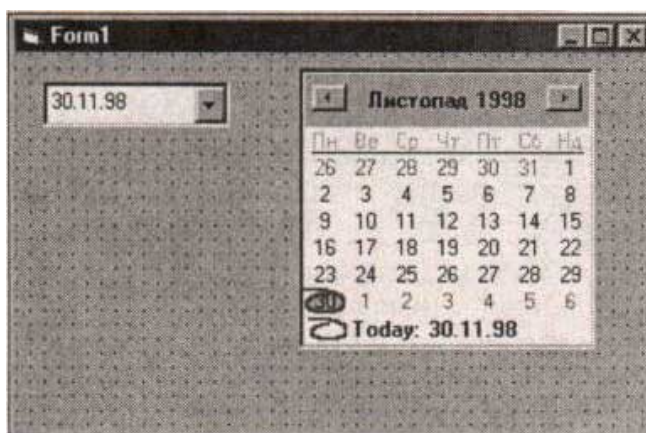 Form1
30.11.98
Листопад 1998
Пн Вв Ср Чт Пт Сб Нд
26 27 28 29 30 31 1
2 3 4 5 6 7 8
9 10 11 12 13 14 15
16 17 18 19 20 21 22
23 24 25 26 27 28 29
30 1 2 3 4 5 6
Today: 30.11.98